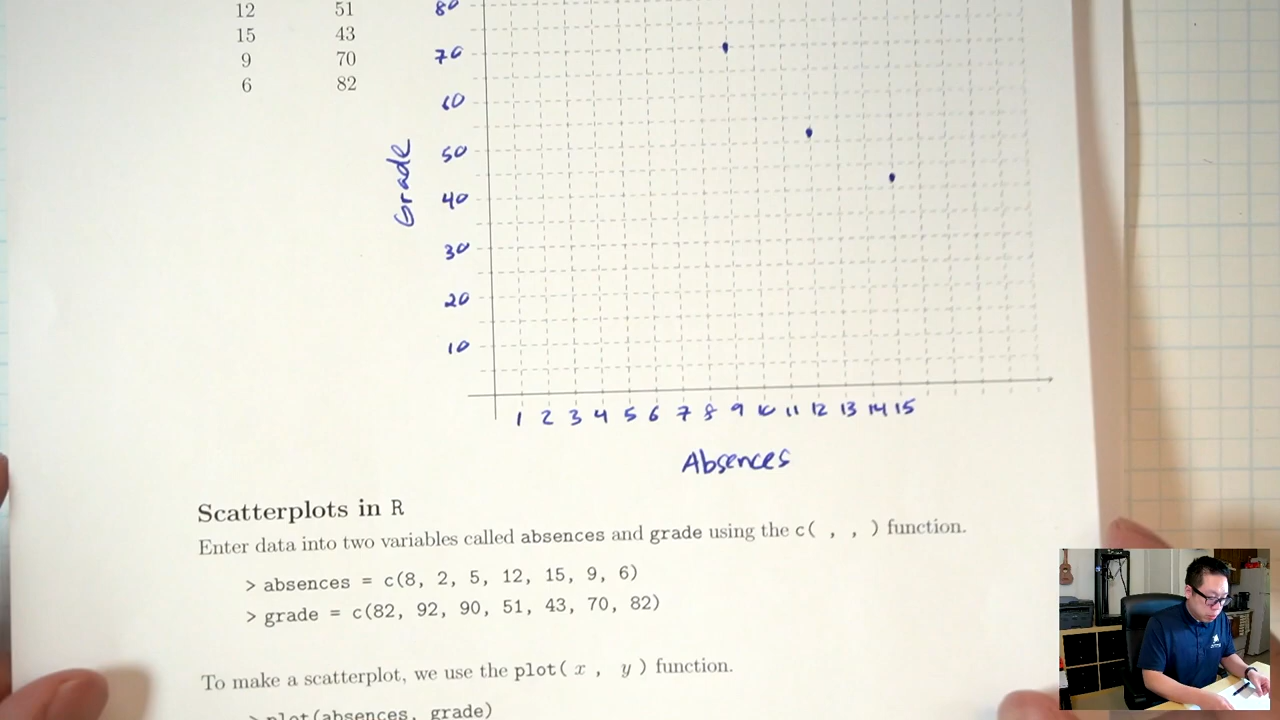 12 51
15 43
9 70
6 82
80
70
60
50
40
30
20
10
Grade
1 2 3 4 5 6 7 8 9 10 11 12 13 14 15
Absences
Scatterplots in R
Enter data into two variables called absences and grade using the c( , , ) function.
> absences = c(8, 2, 5, 12, 15, 9, 6)
> grade = c(82, 92, 90, 51, 43, 70, 82)
To make a scatterplot, we use the plot( x , y ) function.
> plot(absences, grade)